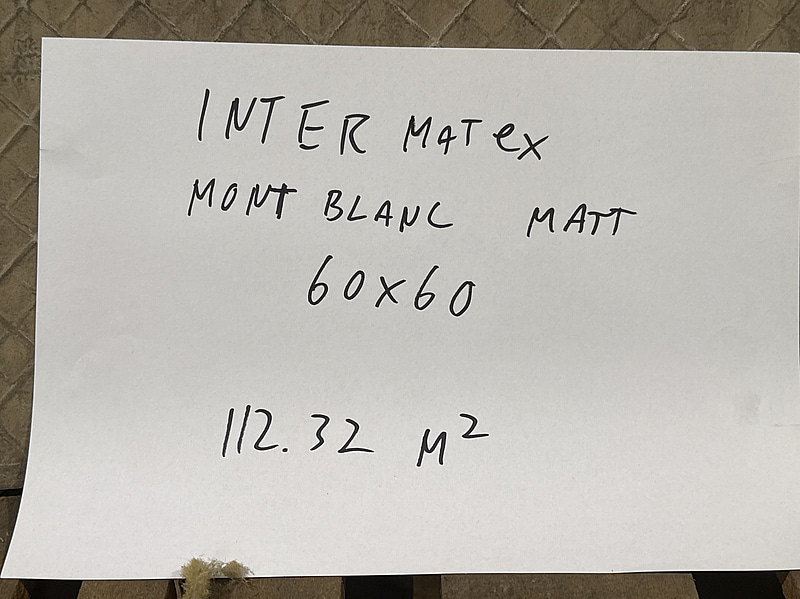 INTER MATex
MONT BLANC MATT
60x60
112.32 M²